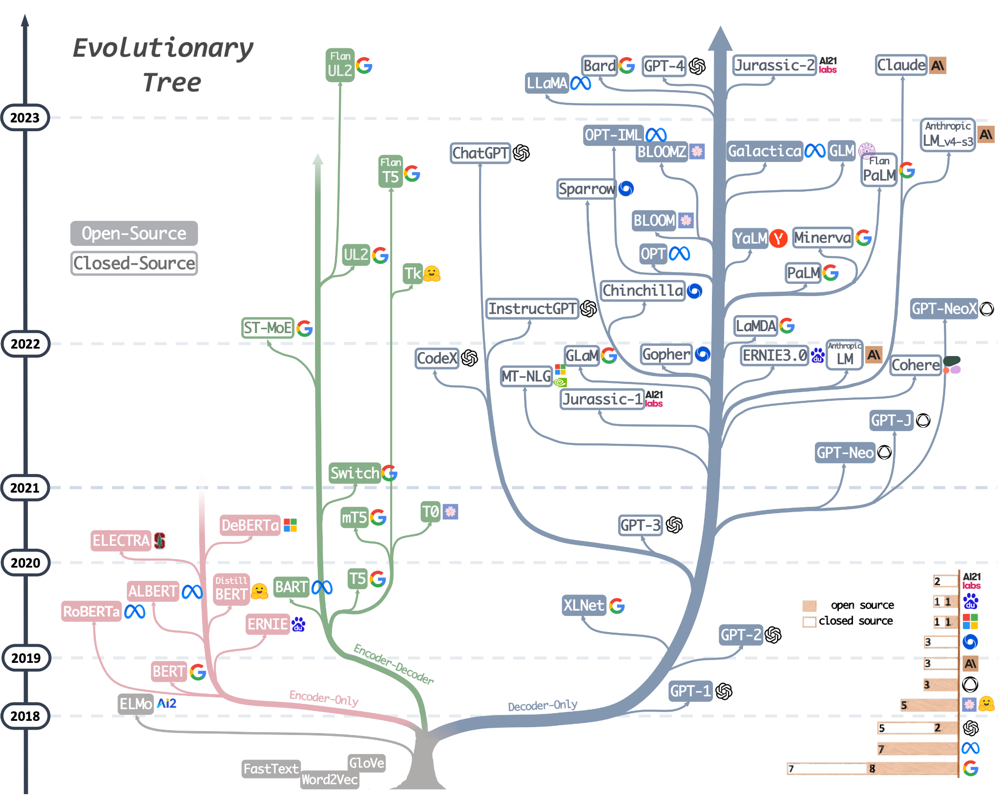 Evolutionary
Tree
2023
2022
2021
2020
2019
2018
Open-Source
Closed-Source
Flan
UL2
Flan
T5
UL2
Tk
ST-MoE
Switch
mT5
T0
T5
BART
Encoder-Decoder
DeBERTa
ELECTRA
Distill
BERT
ALBERT
RoBERTa
ERNIE
BERT
Encoder-Only
ELMo
Ai2
FastText
GloVe
Word2Vec
Decoder-Only
Bard
GPT-4
Jurassic-2
AI21
labs
Claude
A\
LLaMA
Anthropic
LM_v4-s3
A\
OPT-IML
BLOOMZ
ChatGPT
Galactica
GLM
Flan
PaLM
Sparrow
BLOOM
YaLM
Minerva
OPT
PaLM
Chinchilla
InstructGPT
GPT-NeoX
LaMDA
CodeX
GLaM
Gopher
ERNIE3.0
du
Anthropic
LM
A\
Cohere
MT-NLG
Jurassic-1
AI21
labs
GPT-J
GPT-Neo
GPT-3
XLNet
GPT-2
GPT-1
du
open source
closed source
2
AI21
labs
1 1
du
1 1
3
3
A\
3
5
5 2
7
7 8